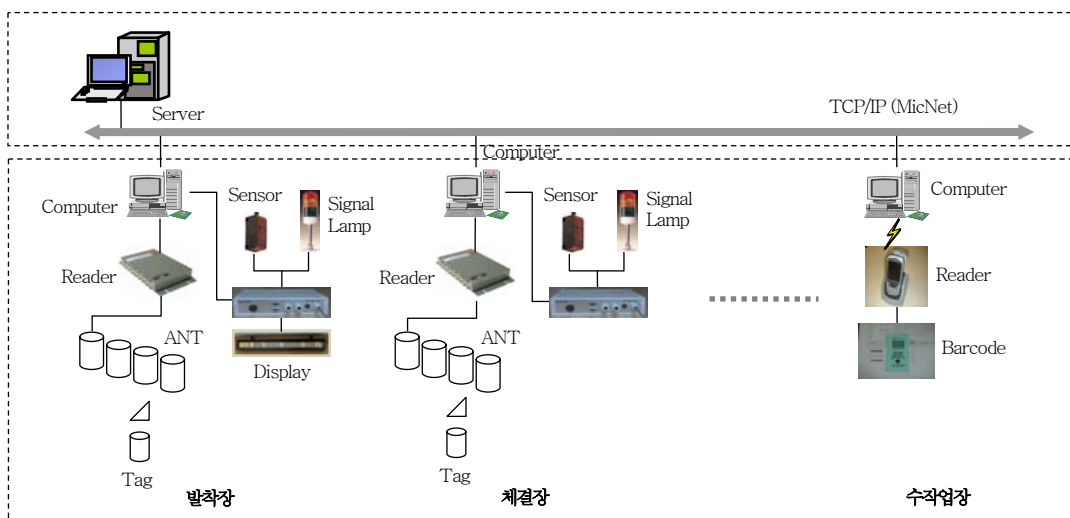 Server
TCP/IP (MicNet)
Computer
Sensor
Signal
Lamp
Reader
ANT
Display
Tag
발착장
Computer
Sensor
Signal
Lamp
Reader
ANT
Tag
체결장
Computer
Reader
Barcode
수작업장